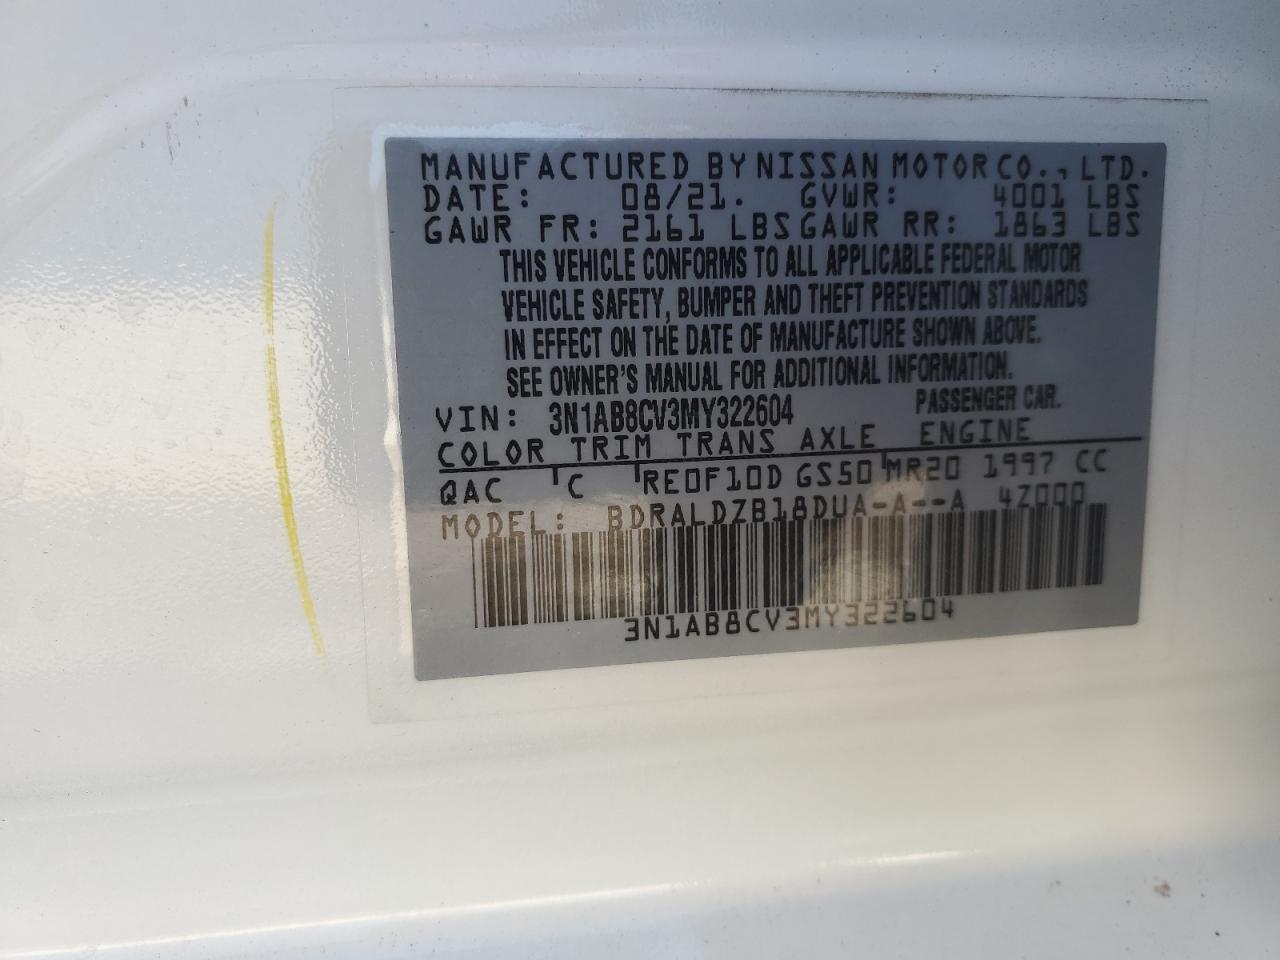 MANUFACTURED BY NISSAN MOTOR CO., LTD.
DATE: 08/21. GVWR: 4001 LBS
GAWR FR: 2161 LBS GAWR RR: 1863 LBS
THIS VEHICLE CONFORMS TO ALL APPLICABLE FEDERAL MOTOR
VEHICLE SAFETY, BUMPER AND THEFT PREVENTION STANDARDS
IN EFFECT ON THE DATE OF MANUFACTURE SHOWN ABOVE.
SEE OWNER'S MANUAL FOR ADDITIONAL INFORMATION.
VIN: 3N1AB8CV3MY322604 PASSENGER CAR.
COLOR TRIM TRANS AXLE ENGINE
QAC C RE0F10D GS50 MR20 1997 CC
MODEL: BDRALDZB18DUA-A--A 4Z000
3N1AB8CV3MY322604